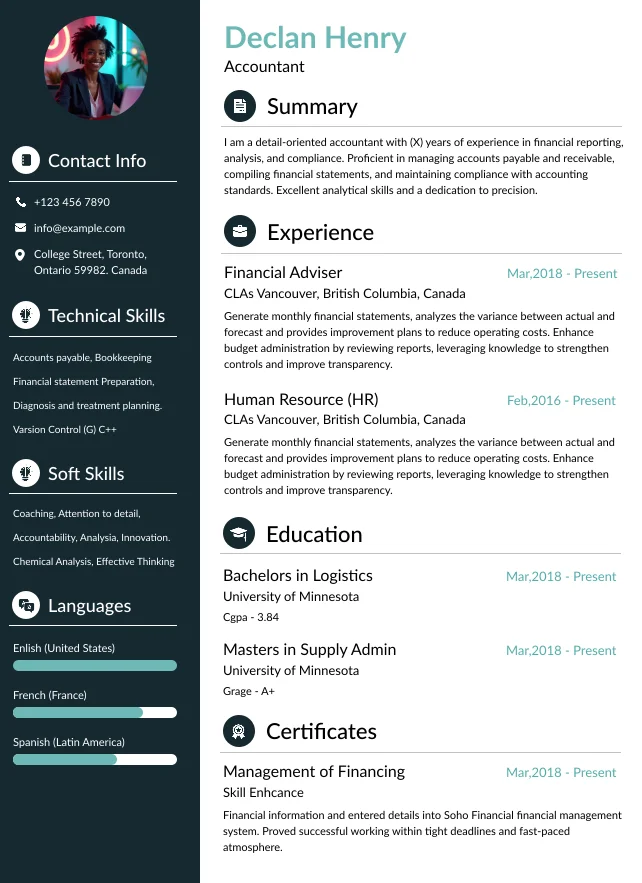 Declan Henry
Accountant
Contact Info
+123 456 7890
info@example.com
College Street, Toronto,
Ontario 59982. Canada
Technical Skills
Accounts payable, Bookkeeping
Financial statement Preparation,
Diagnosis and treatment planning.
Varsion Control (G) C++
Soft Skills
Coaching, Attention to detail,
Accountability, Analysia, Innovation.
Chemical Analysis, Effective Thinking
Languages
Enlish (United States)
French (France)
Spanish (Latin America)
Summary
I am a detail-oriented accountant with (X) years of experience in financial reporting,
analysis, and compliance. Proficient in managing accounts payable and receivable,
compiling financial statements, and maintaining compliance with accounting
standards. Excellent analytical skills and a dedication to precision.
Experience
Financial Adviser Mar,2018 - Present
CLAs Vancouver, British Columbia, Canada
Generate monthly financial statements, analyzes the variance between actual and
forecast and provides improvement plans to reduce operating costs. Enhance
budget administration by reviewing reports, leveraging knowledge to strengthen
controls and improve transparency.
Human Resource (HR) Feb,2016 - Present
CLAs Vancouver, British Columbia, Canada
Generate monthly financial statements, analyzes the variance between actual and
forecast and provides improvement plans to reduce operating costs. Enhance
budget administration by reviewing reports, leveraging knowledge to strengthen
controls and improve transparency.
Education
Bachelors in Logistics Mar,2018 - Present
University of Minnesota
Cgpa - 3.84
Masters in Supply Admin Mar,2018 - Present
University of Minnesota
Grage - A+
Certificates
Management of Financing Mar,2018 - Present
Skill Enhcance
Financial information and entered details into Soho Financial financial management
system. Proved successful working within tight deadlines and fast-paced
atmosphere.